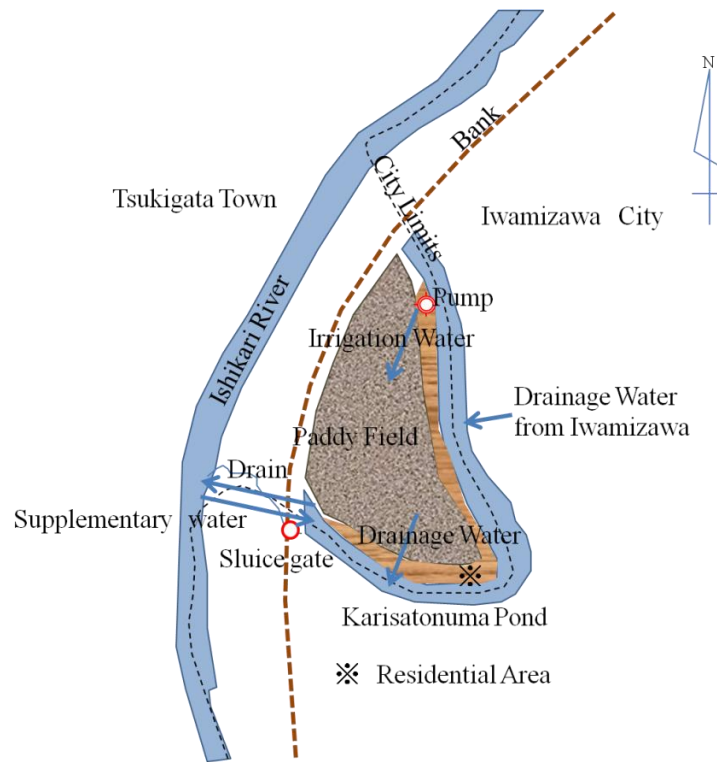 N
Bank
City Limits
Tsukigata Town
Iwamizawa City
Ishikari River
Pump
Irrigation Water
Drainage Water
from Iwamizawa
Paddy Field
Drain
Supplementary water
Drainage Water
Sluice gate
Karisatonuma Pond
※ Residential Area